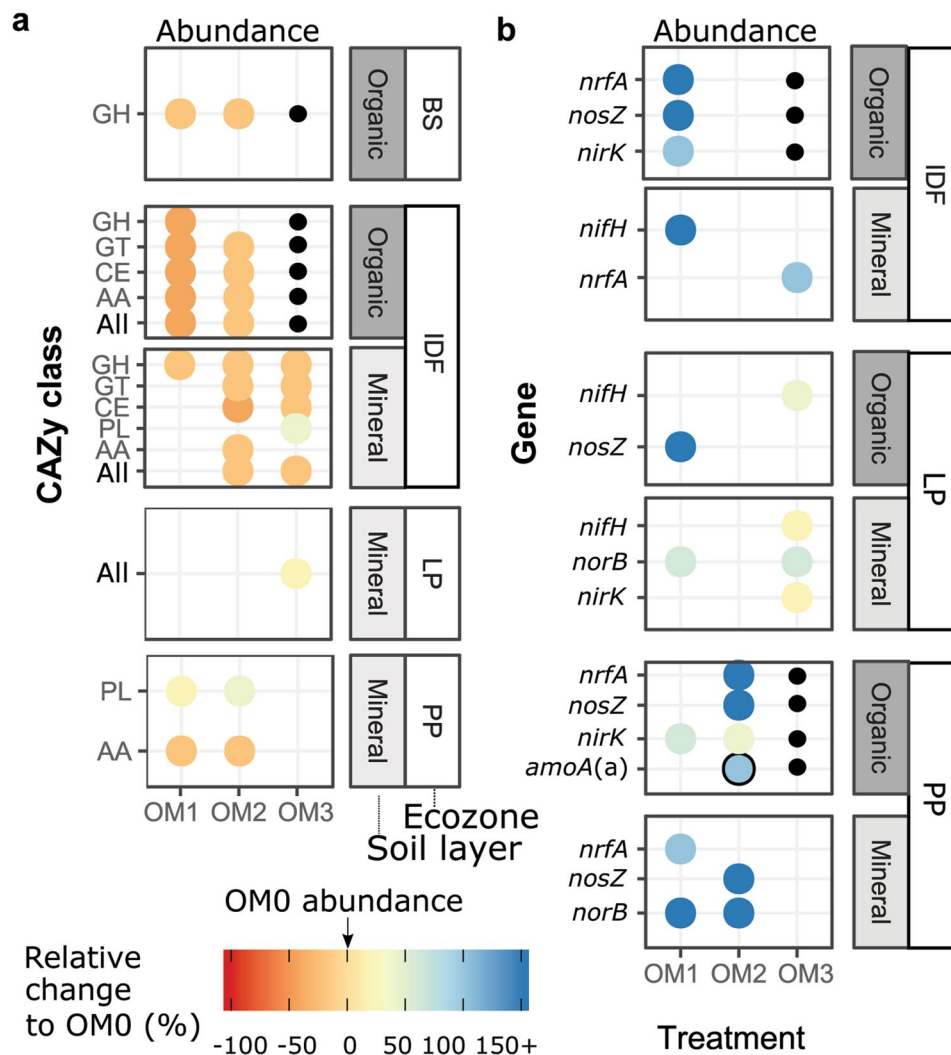 a
Abundance
GH
Organic
BS
GH
GT
CE
AA
All
Organic
IDF
GH
GT
CE
PL
AA
All
Mineral
CAZy class
All
Mineral
LP
PL
AA
Mineral
PP
OM1 OM2 OM3
Ecozone
Soil layer
OM0 abundance
Relative
change
to OM0 (%)
-100 -50 0 50 100 150+
b
Abundance
nrfA
nosZ
nirK
Organic
IDF
nifH
nrfA
Mineral
Gene
nifH
nosZ
Organic
LP
nifH
norB
nirK
Mineral
nrfA
nosZ
nirK
amoA(a)
Organic
PP
nrfA
nosZ
norB
Mineral
OM1 OM2 OM3
Treatment